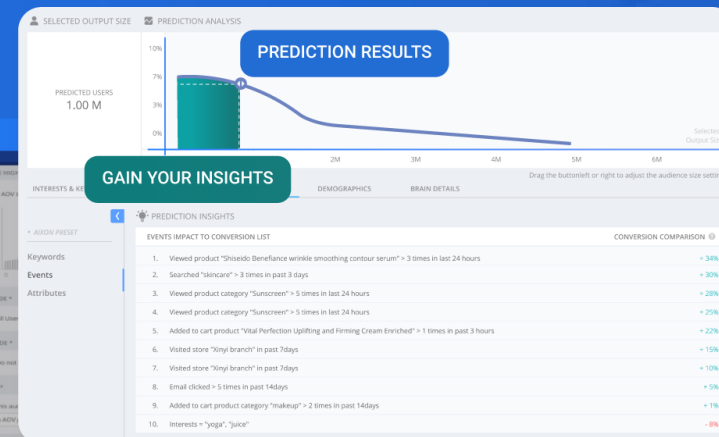 SELECTED OUTPUT SIZE
PREDICTION ANALYSIS
10%
7%
3%
0%
PREDICTION RESULTS
PREDICTED USERS
1.00 M
Selected
Output Size
2M 3M 4M 5M 6M
Drag the buttonleft or right to adjust the audience size
GAIN YOUR INSIGHTS
INTERESTS &
DEMOGRAPHICS
BRAIN DETAILS
PREDICTION INSIGHTS
AIXON PRESET
Keywords
Events
Attributes
EVENTS IMPACT TO CONVERSION LIST CONVERSION COMPARISON
1. Viewed product "Shiseido Benefiance wrinkle smoothing contour serum" > 3 times in last 24 hours + 34%
2. Searched "skincare" > 3 times in past 3 days + 30%
3. Viewed product category "Sunscreen" > 5 times in last 24 hours + 28%
4. Viewed product category "Sunscreen" > 5 times in last 24 hours + 25%
5. Added to cart product "Vital Perfection Uplifting and Firming Cream Enriched" > 1 times in past 3 hours + 22%
6. Visited store "Xinyi branch" in past 7days + 15%
7. Visited store "Xinyi branch" in past 7days + 10%
8. Email clicked > 5 times in past 14days + 5%
9. Added to cart product category "makeup" > 2 times in past 14days + 1%
10. Interests = "yoga", "juice" - 8%